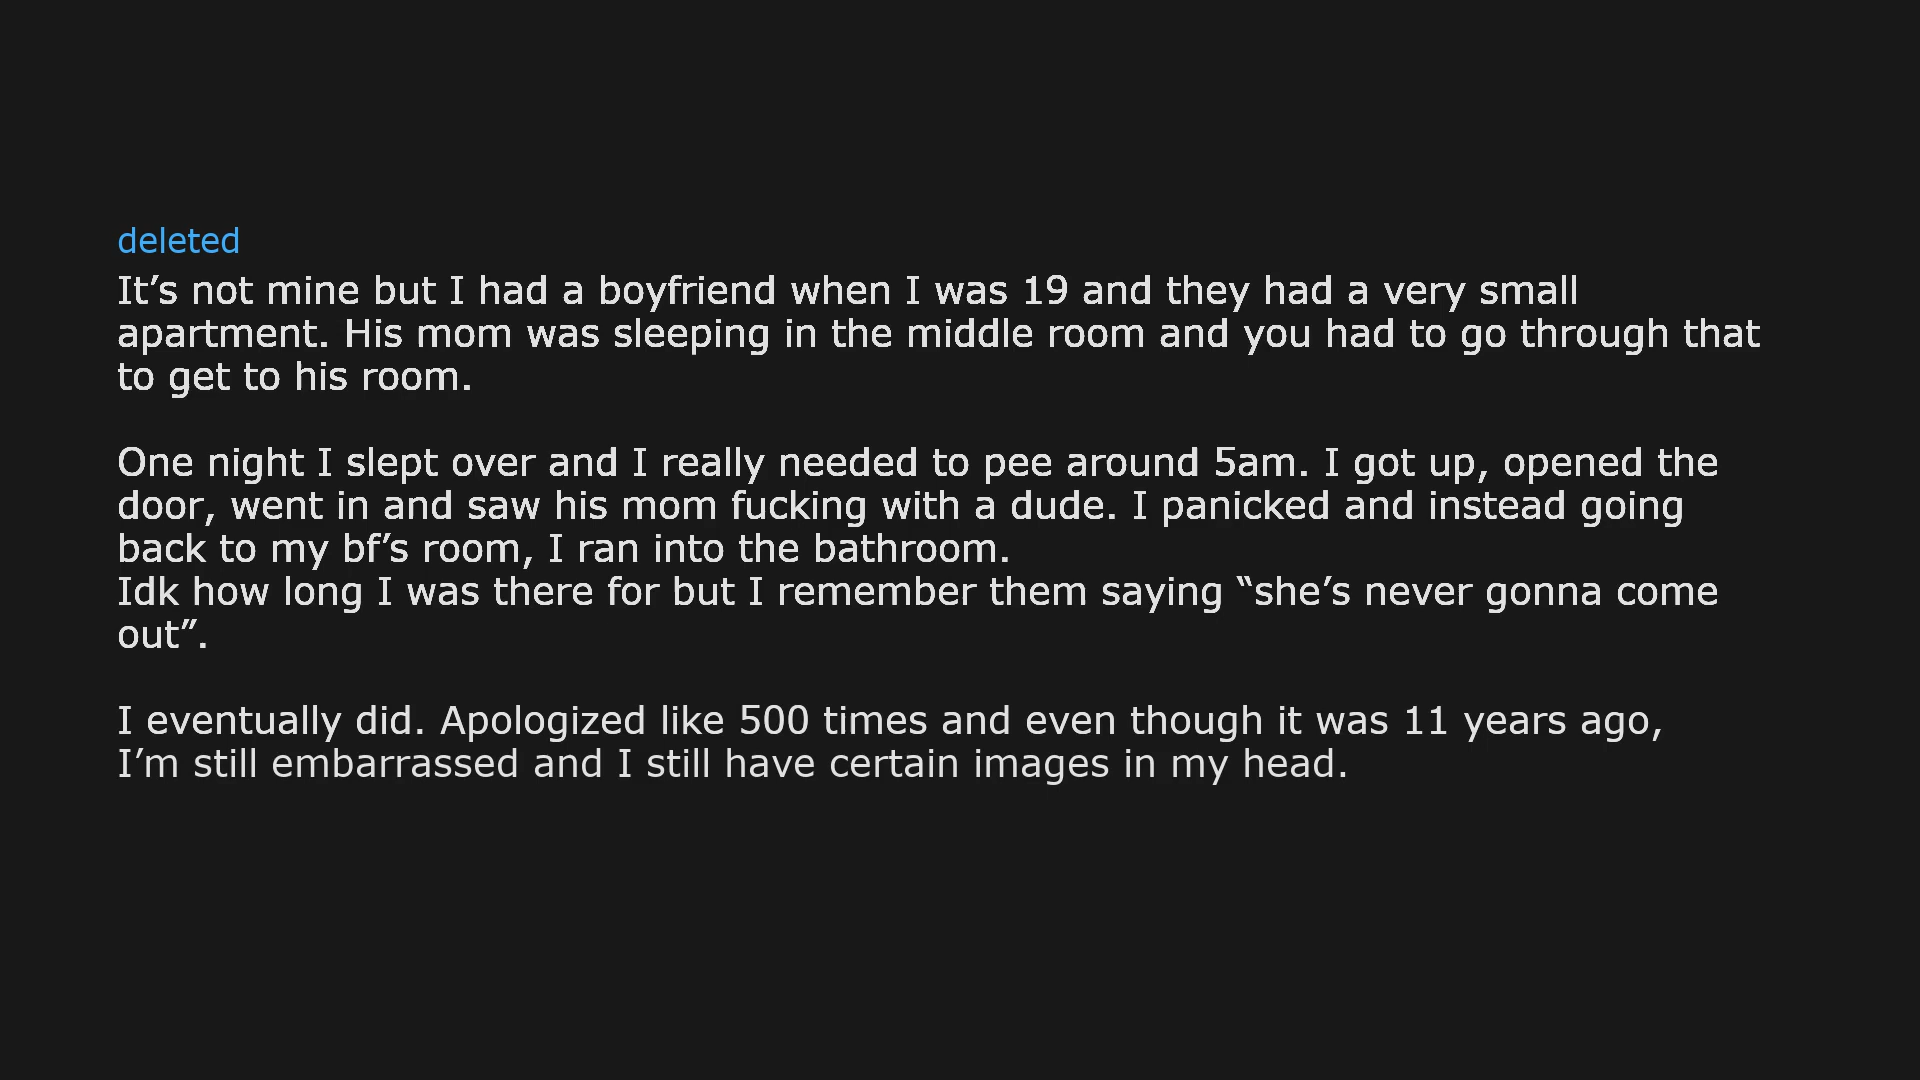 deleted
It’s not mine but I had a boyfriend when I was 19 and they had a very small
apartment. His mom was sleeping in the middle room and you had to go through that
to get to his room.
One night I slept over and I really needed to pee around 5am. I got up, opened the
door, went in and saw his mom fucking with a dude. I panicked and instead going
back to my bf’s room, I ran into the bathroom.
Idk how long I was there for but I remember them saying “she’s never gonna come
out”.
I eventually did. Apologized like 500 times and even though it was 11 years ago,
I’m still embarrassed and I still have certain images in my head.